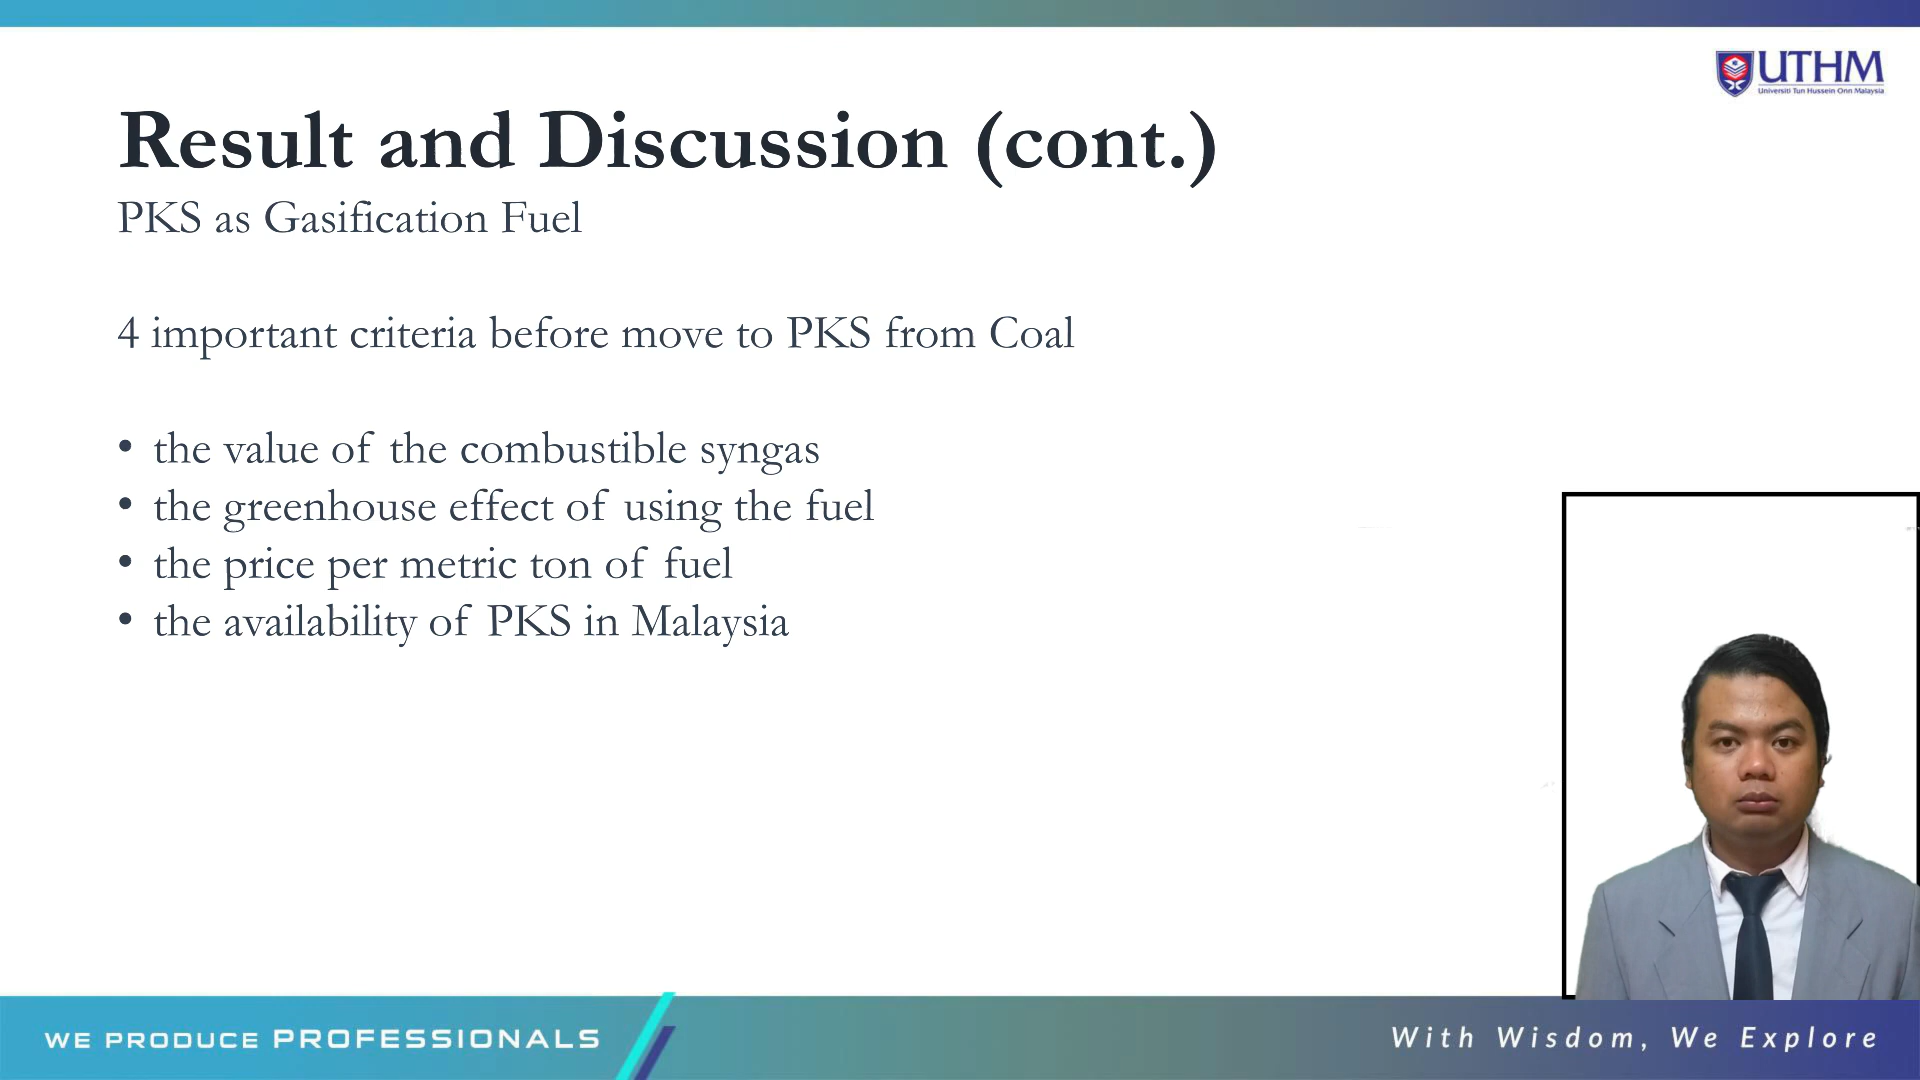 UTHM
Universiti Tun Hussein Onn Malaysia
Result and Discussion (cont.)
PKS as Gasification Fuel
4 important criteria before move to PKS from Coal
• the value of the combustible syngas
• the greenhouse effect of using the fuel
• the price per metric ton of fuel
• the availability of PKS in Malaysia
WE PRODUCE PROFESSIONALS
With Wisdom, We Explore